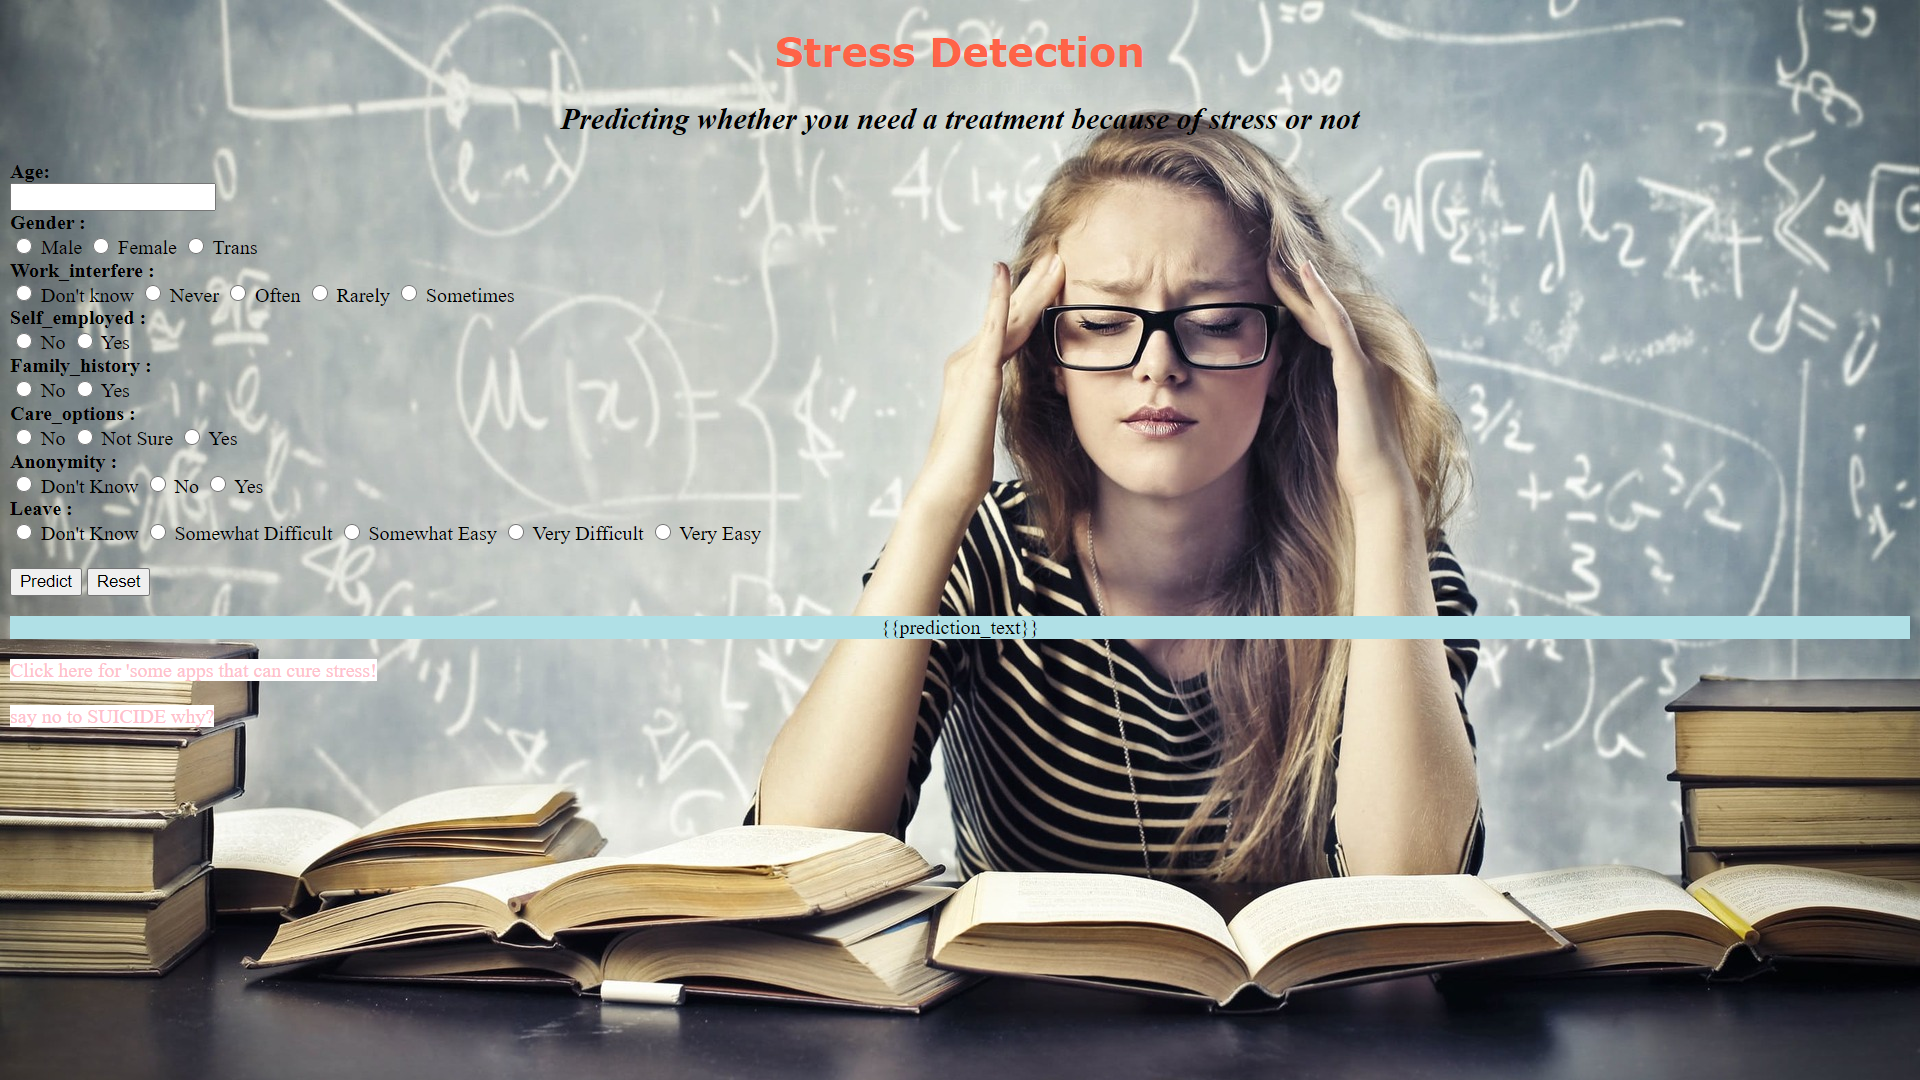 Stress Detection
Predicting whether you need a treatment because of stress or not
Age:
Gender :
Male Female Trans
Work_interfere :
Don't know Never Often Rarely Sometimes
Self_employed :
No Yes
Family_history :
No Yes
Care_options :
No Not Sure Yes
Anonymity :
Don't Know No Yes
Leave :
Don't Know Somewhat Difficult Somewhat Easy Very Difficult Very Easy
Predict Reset
{{prediction_text}}
Click here for 'some apps that can cure stress!
say no to SUICIDE why?